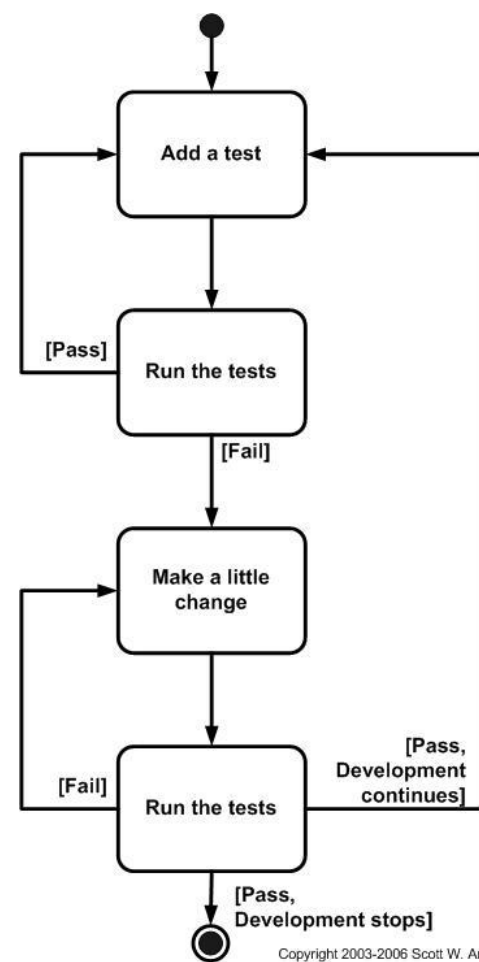 Add a test
[Pass]
Run the tests
[Fail]
Make a little
change
[Fail]
Run the tests
[Pass,
Development
continues]
[Pass,
Development stops]
Copyright 2003-2006 Scott W.